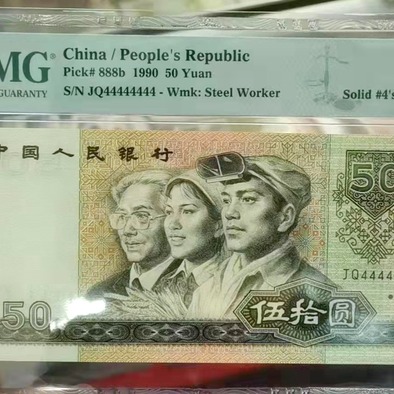 MG China / People's Republic
GUARANTY Pick# 888b 1990 50 Yuan
S/N JQ44444444 - Wmk: Steel Worker Solid #4's
中国人民银行
50
JQ4444
50
伍拾圆